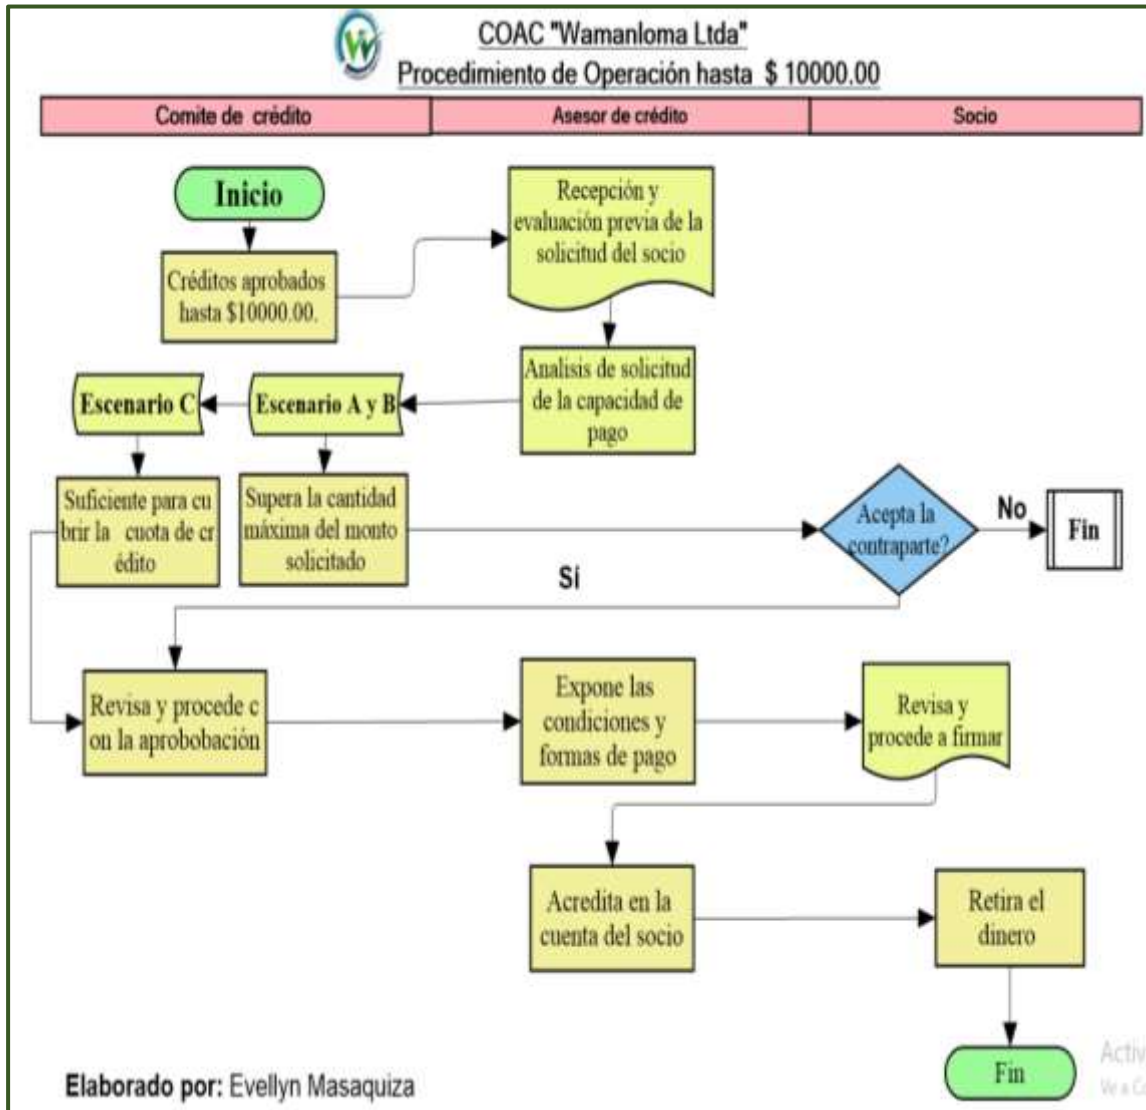 COAC "Wamanloma Ltda"
Procedimiento de Operación hasta $ 10000.00
Comite de crédito
Asesor de crédito
Socio
Inicio
Créditos aprobados
hasta $10000.00.
Recepción y
evaluación previa de la
solicitud del socio
Analisis de solicitud
de la capacidad de
pago
Escenario A y B
Escenario C
Suficiente para cu
brir la cuota de cr
édito
Supera la cantidad
máxima del monto
solicitado
Acepta la
contraparte?
No
Fin
Sí
Revisa y procede c
on la aprobobación
Expone las
condiciones y
formas de pago
Revisa y
procede a firmar
Acredita en la
cuenta del socio
Retira el
dinero
Fin
Elaborado por: Evellyn Masaquiza
Activ